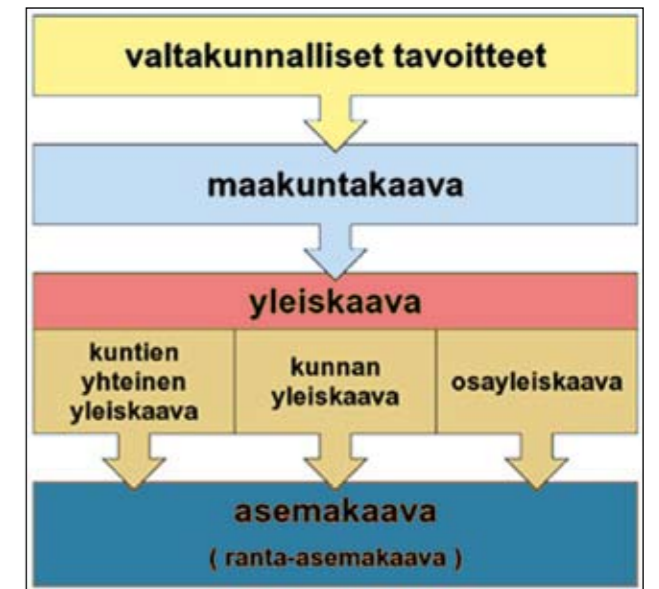 valtakunnalliset tavoitteet
maakuntakaava
yleiskaava
kuntien
yhteinen
yleiskaava
kunnan
yleiskaava
osayleiskaava
asemakaava
( ranta-asemakaava )